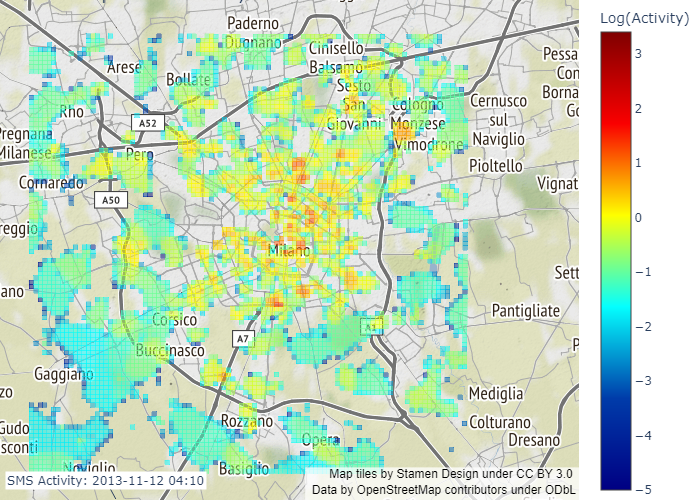 Log(Activity)
3
2
1
0
−1
−2
−3
−4
−5
Paderno
Dugnano
Cinisello
Balsamo
Arese
Bollate
Sesto
San
Giovanni
Rho
A52
Cologno
Monzese
Vimodrone
Cernusco
sul
Naviglio
Pioltello
Pessa
Con
Borna
Go
Pregnana
Milanese
Pero
Cornaredo
A50
Vignat
reggio
Milano
Sett
ano
Corsico
Buccinasco
A7
A1
Pantigliate
P
Gaggiano
zo
Mediglia
Colturano
Dresano
Rozzano
Opera
Gudo
sconti
Noviglio
Basiglio
SMS Activity: 2013-11-12 04:10
Map tiles by Stamen Design under CC BY 3.0
Data by OpenStreetMap contributors under ODbL